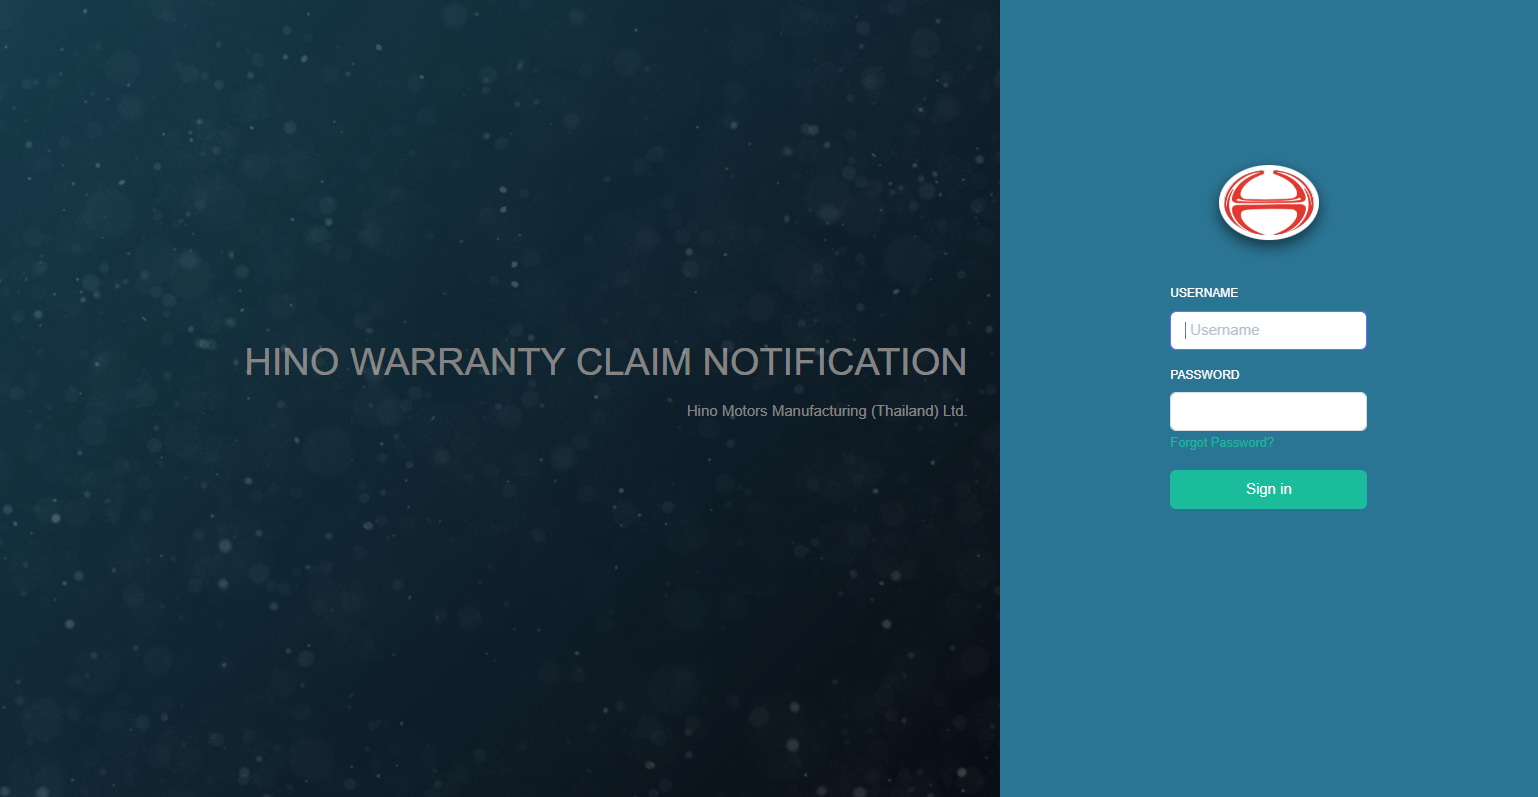 HINO WARRANTY CLAIM NOTIFICATION
Hino Motors Manufacturing (Thailand) Ltd.
USERNAME
Username
PASSWORD
Forgot Password?
Sign in